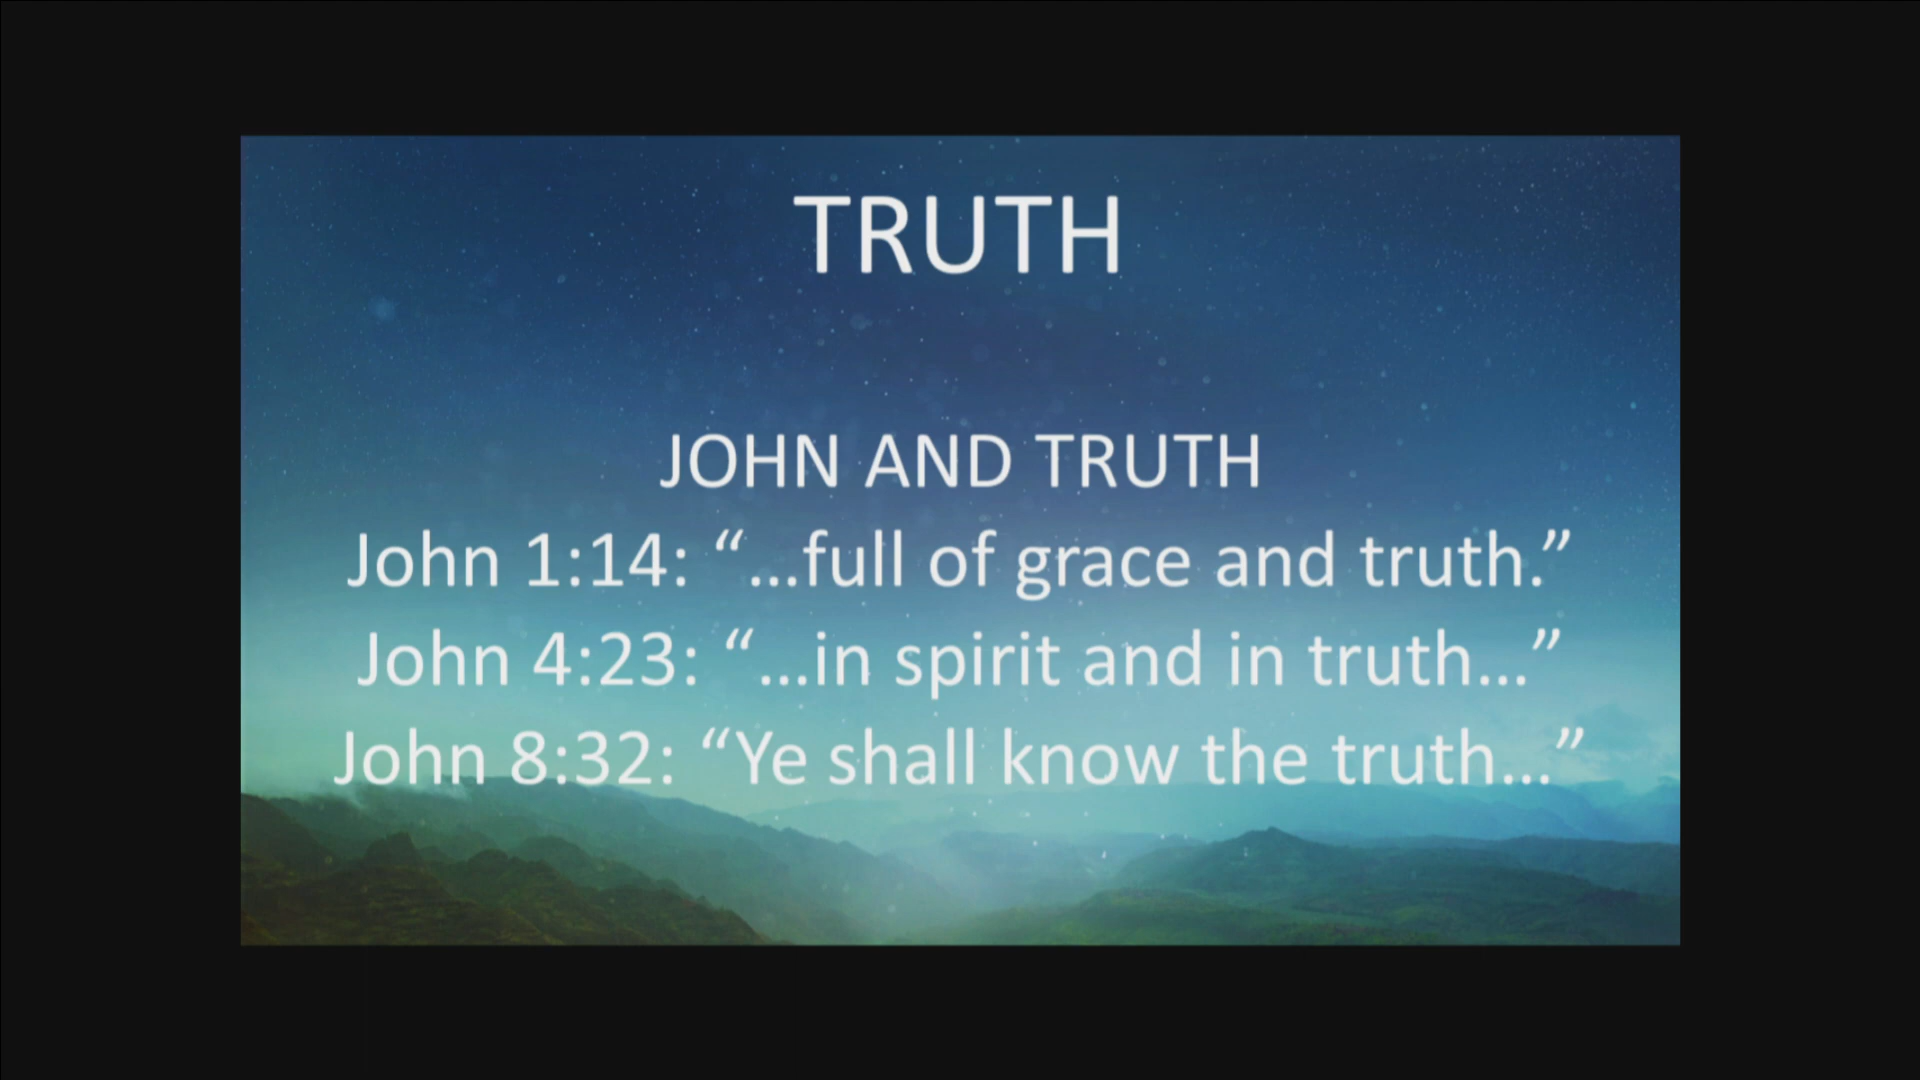 TRUTH
JOHN AND TRUTH
John 1:14: “...full of grace and truth.”
John 4:23: “...in spirit and in truth...”
John 8:32: “Ye shall know the truth...”